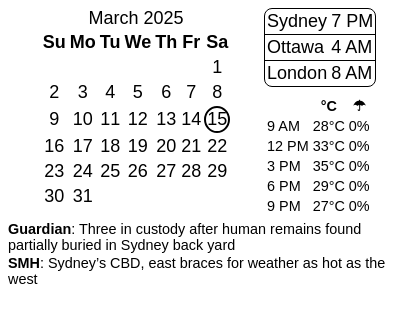 March 2025
Su Mo Tu We Th Fr Sa
1
2 3 4 5 6 7 8
9 10 11 12 13 14 15
16 17 18 19 20 21 22
23 24 25 26 27 28 29
30 31
Sydney 7 PM
Ottawa 4 AM
London 8 AM
°C ☂
9 AM 28°C 0%
12 PM 33°C 0%
3 PM 35°C 0%
6 PM 29°C 0%
9 PM 27°C 0%
Guardian: Three in custody after human remains found
partially buried in Sydney back yard
SMH: Sydney’s CBD, east braces for weather as hot as the
west